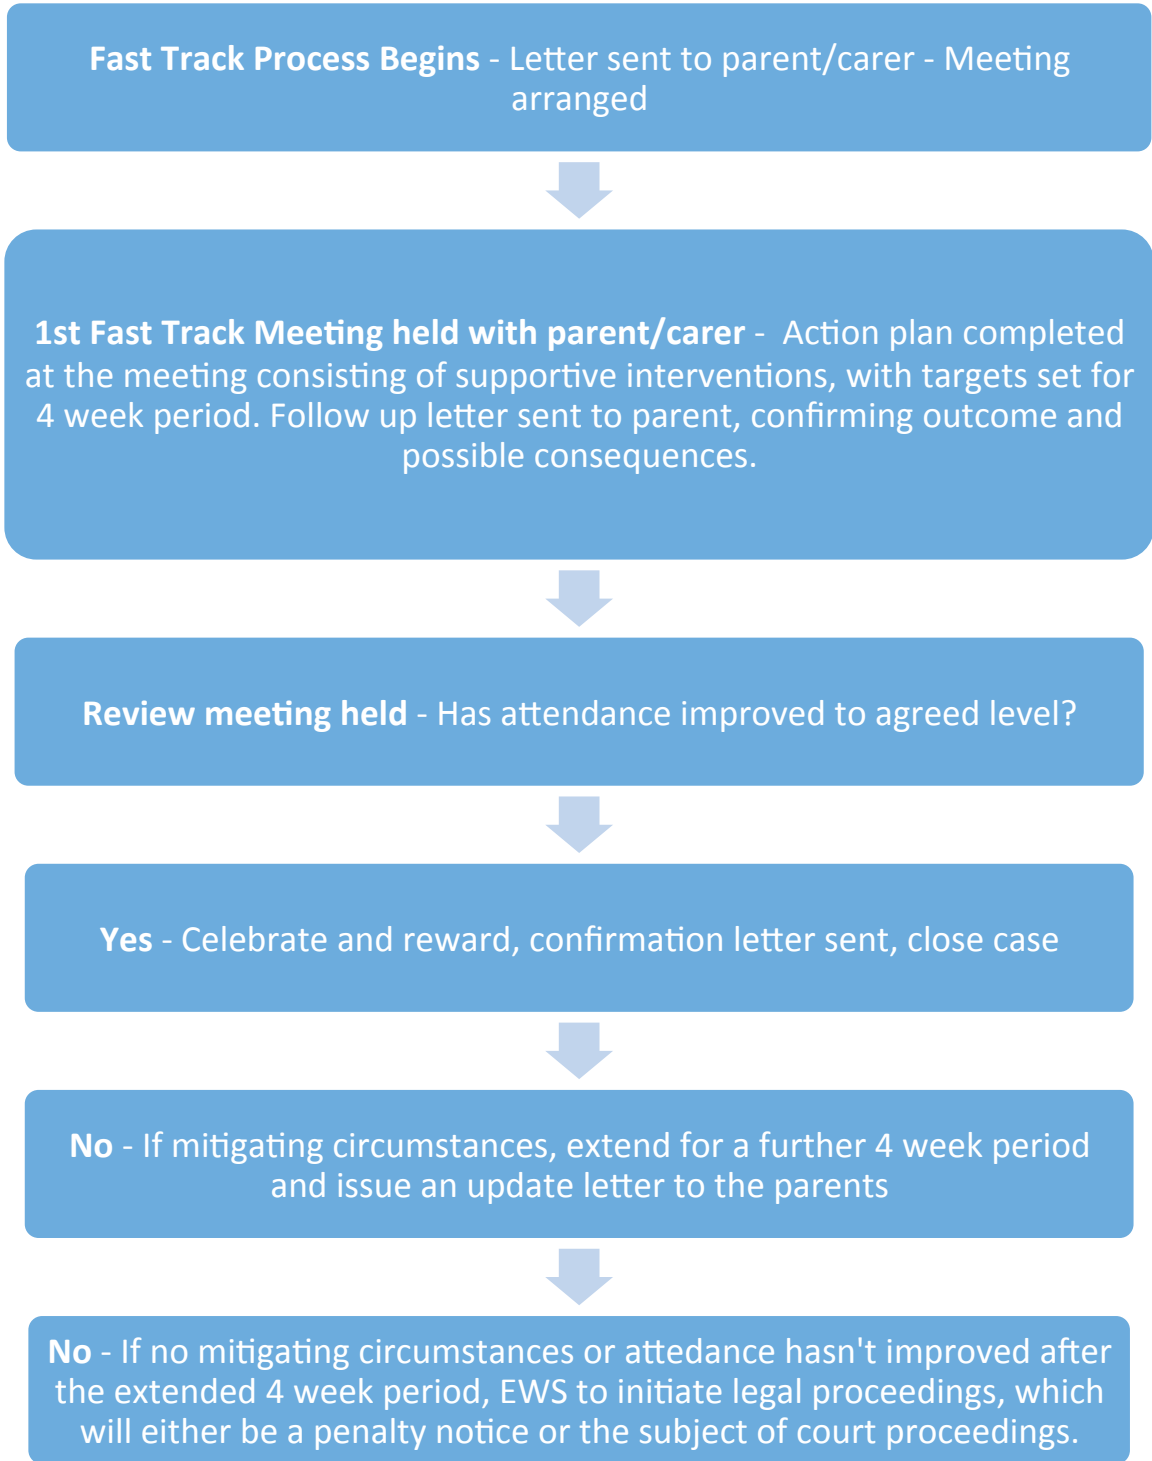 Fast Track Process Begins - Letter sent to parent/carer - Meeting
arranged
1st Fast Track Meeting held with parent/carer - Action plan completed
at the meeting consisting of supportive interventions, with targets set for
4 week period. Follow up letter sent to parent, confirming outcome and
possible consequences.
Review meeting held - Has attendance improved to agreed level?
Yes - Celebrate and reward, confirmation letter sent, close case
No - If mitigating circumstances, extend for a further 4 week period
and issue an update letter to the parents
No - If no mitigating circumstances or attedance hasn't improved after
the extended 4 week period, EWS to initiate legal proceedings, which
will either be a penalty notice or the subject of court proceedings.